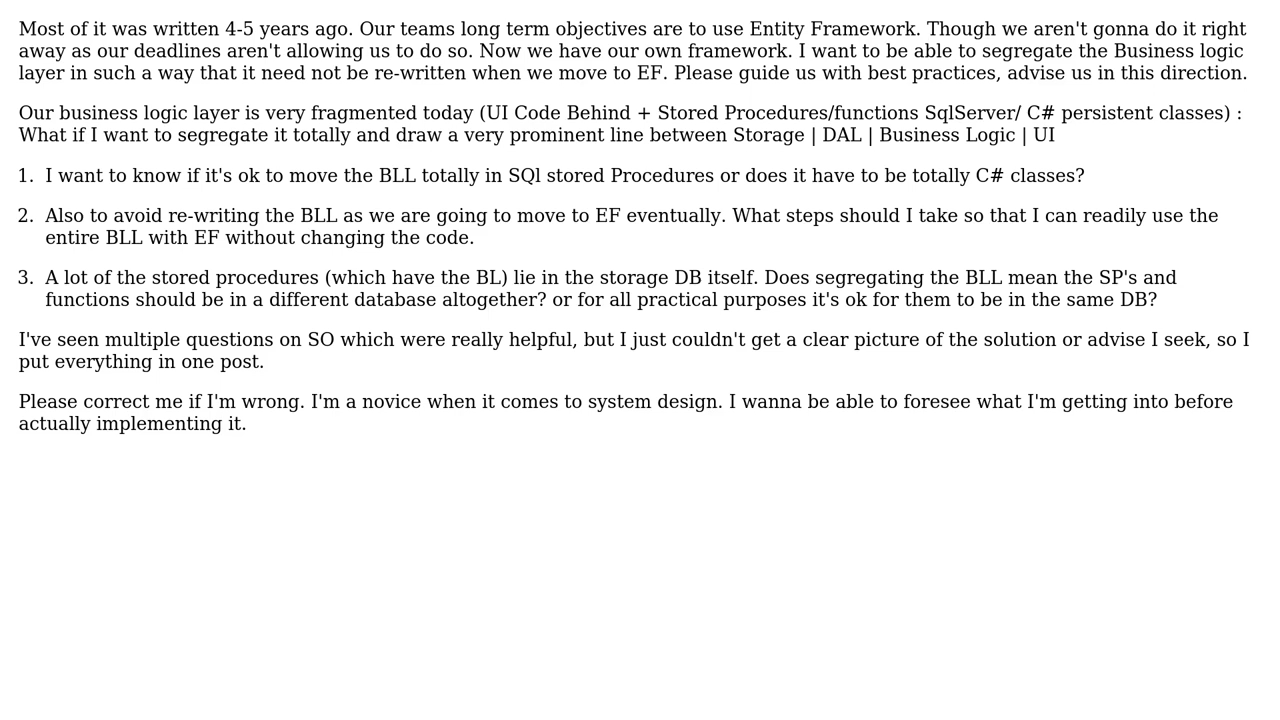 Most of it was written 4-5 years ago. Our teams long term objectives are to use Entity Framework. Though we aren't gonna do it right
away as our deadlines aren't allowing us to do so. Now we have our own framework. I want to be able to segregate the Business logic
layer in such a way that it need not be re-written when we move to EF. Please guide us with best practices, advise us in this direction.
Our business logic layer is very fragmented today (UI Code Behind + Stored Procedures/functions SqlServer/ C# persistent classes) :
What if I want to segregate it totally and draw a very prominent line between Storage | DAL | Business Logic | UI
1. I want to know if it's ok to move the BLL totally in SQl stored Procedures or does it have to be totally C# classes?
2. Also to avoid re-writing the BLL as we are going to move to EF eventually. What steps should I take so that I can readily use the
entire BLL with EF without changing the code.
3. A lot of the stored procedures (which have the BL) lie in the storage DB itself. Does segregating the BLL mean the SP's and
functions should be in a different database altogether? or for all practical purposes it's ok for them to be in the same DB?
I've seen multiple questions on SO which were really helpful, but I just couldn't get a clear picture of the solution or advise I seek, so I
put everything in one post.
Please correct me if I'm wrong. I'm a novice when it comes to system design. I wanna be able to foresee what I'm getting into before
actually implementing it.